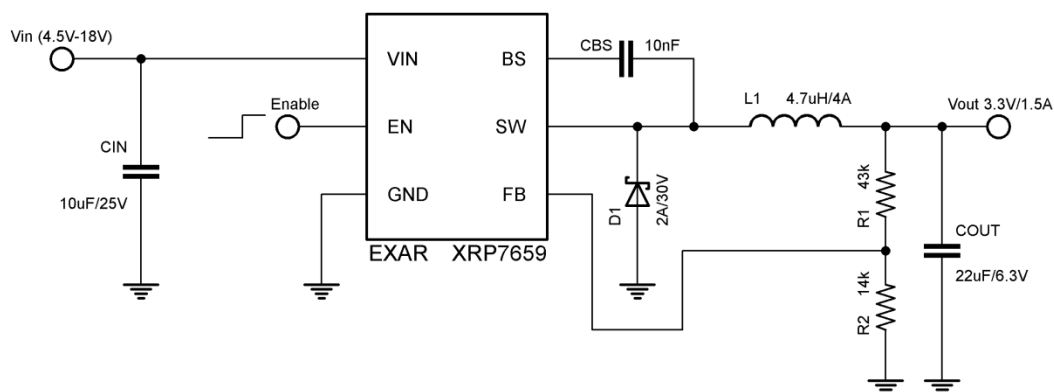 Vin (4.5V-18V)
CIN
10uF/25V
Enable
VIN
EN
GND
BS
SW
FB
EXAR XRP7659
CBS
10nF
D1
2A/30V
L1
4.7uH/4A
Vout 3.3V/1.5A
43k
R1
14k
R2
COUT
22uF/6.3V